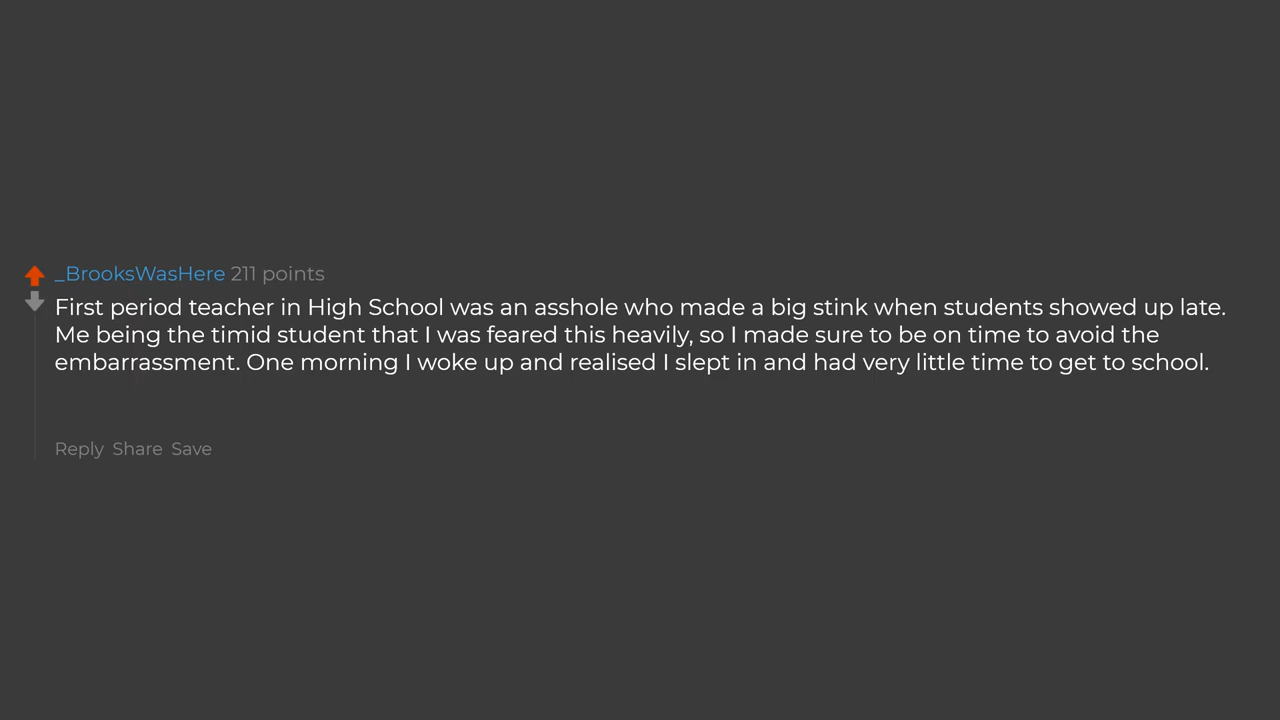 _BrooksWasHere 211 points
First period teacher in High School was an asshole who made a big stink when students showed up late.
Me being the timid student that I was feared this heavily, so I made sure to be on time to avoid the
embarrassment. One morning I woke up and realised I slept in and had very little time to get to school.
Reply Share Save